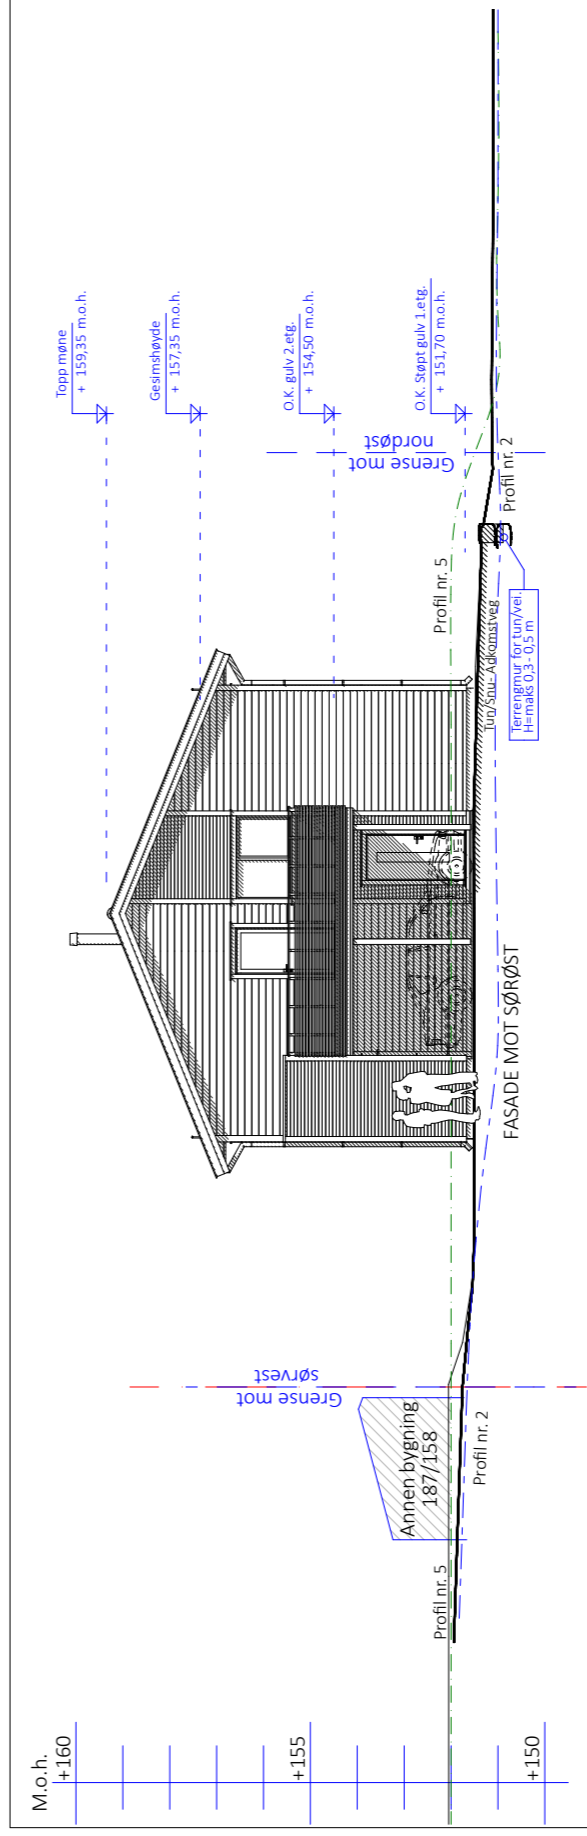 M.o.h.
+160
+155
+150
Profil nr. 5
Annen bygning
187/158
Profil nr. 2
Grense mot
sørvest
FASADE MOT SØRØST
Tun/Snu- Adkomstveg
Terrengmur for tun/vei.
H=maks 0,3- 0,5 m
Profil nr. 5
Profil nr. 2
Grense mot
nordøst
Topp møne
+ 159,35 m.o.h.
Gesimshøyde
+ 157,35 m.o.h.
O.K. gulv 2.etg.
+ 154,50 m.o.h.
O.K. Støpt gulv 1.etg.
+ 151,70 m.o.h.